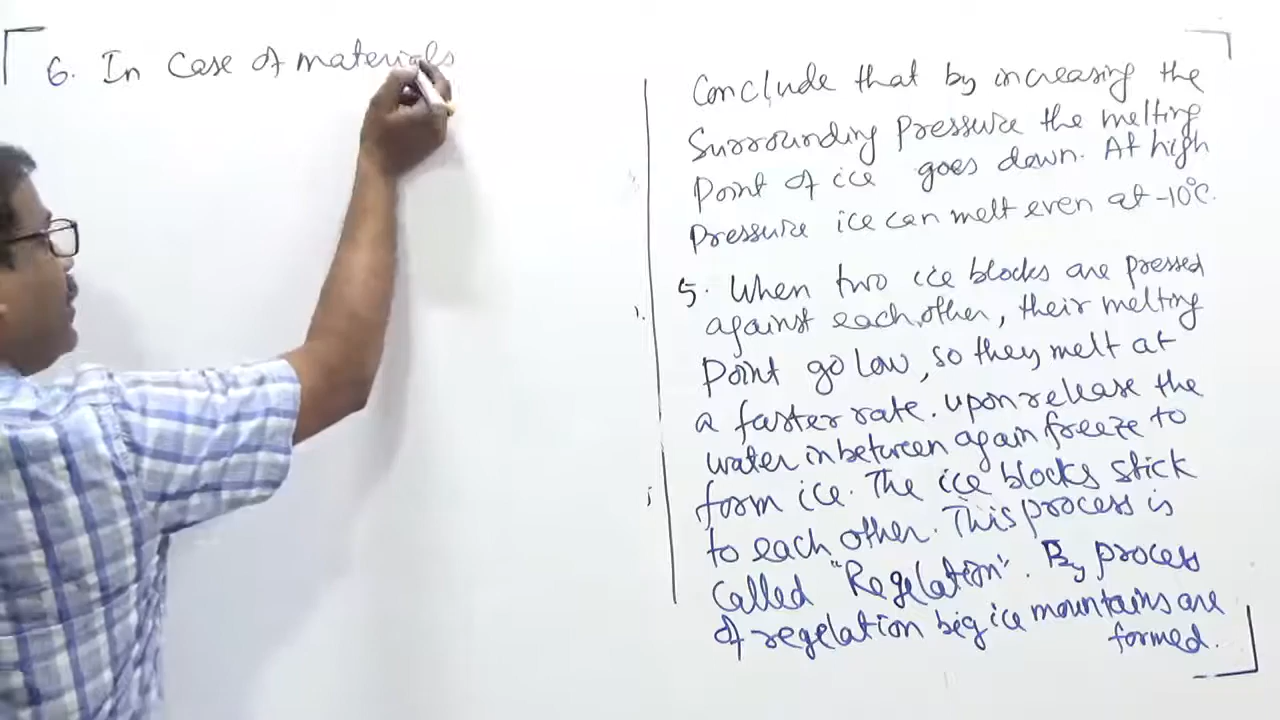 6. In Case of materials
Conclude that by increasing the
Surrounding Pressure the melting
Point of ice goes down. At high
Pressure ice can melt even at -10°C.
5. When two ice blocks are pressed
against each other, their melting
Point go low, so they melt at
a faster rate. Upon release the
water inbetween again freeze to
form ice. The ice blocks stick
to each other. This process is
Called "Regelation". By process
of regelation big ice mountains are
formed.